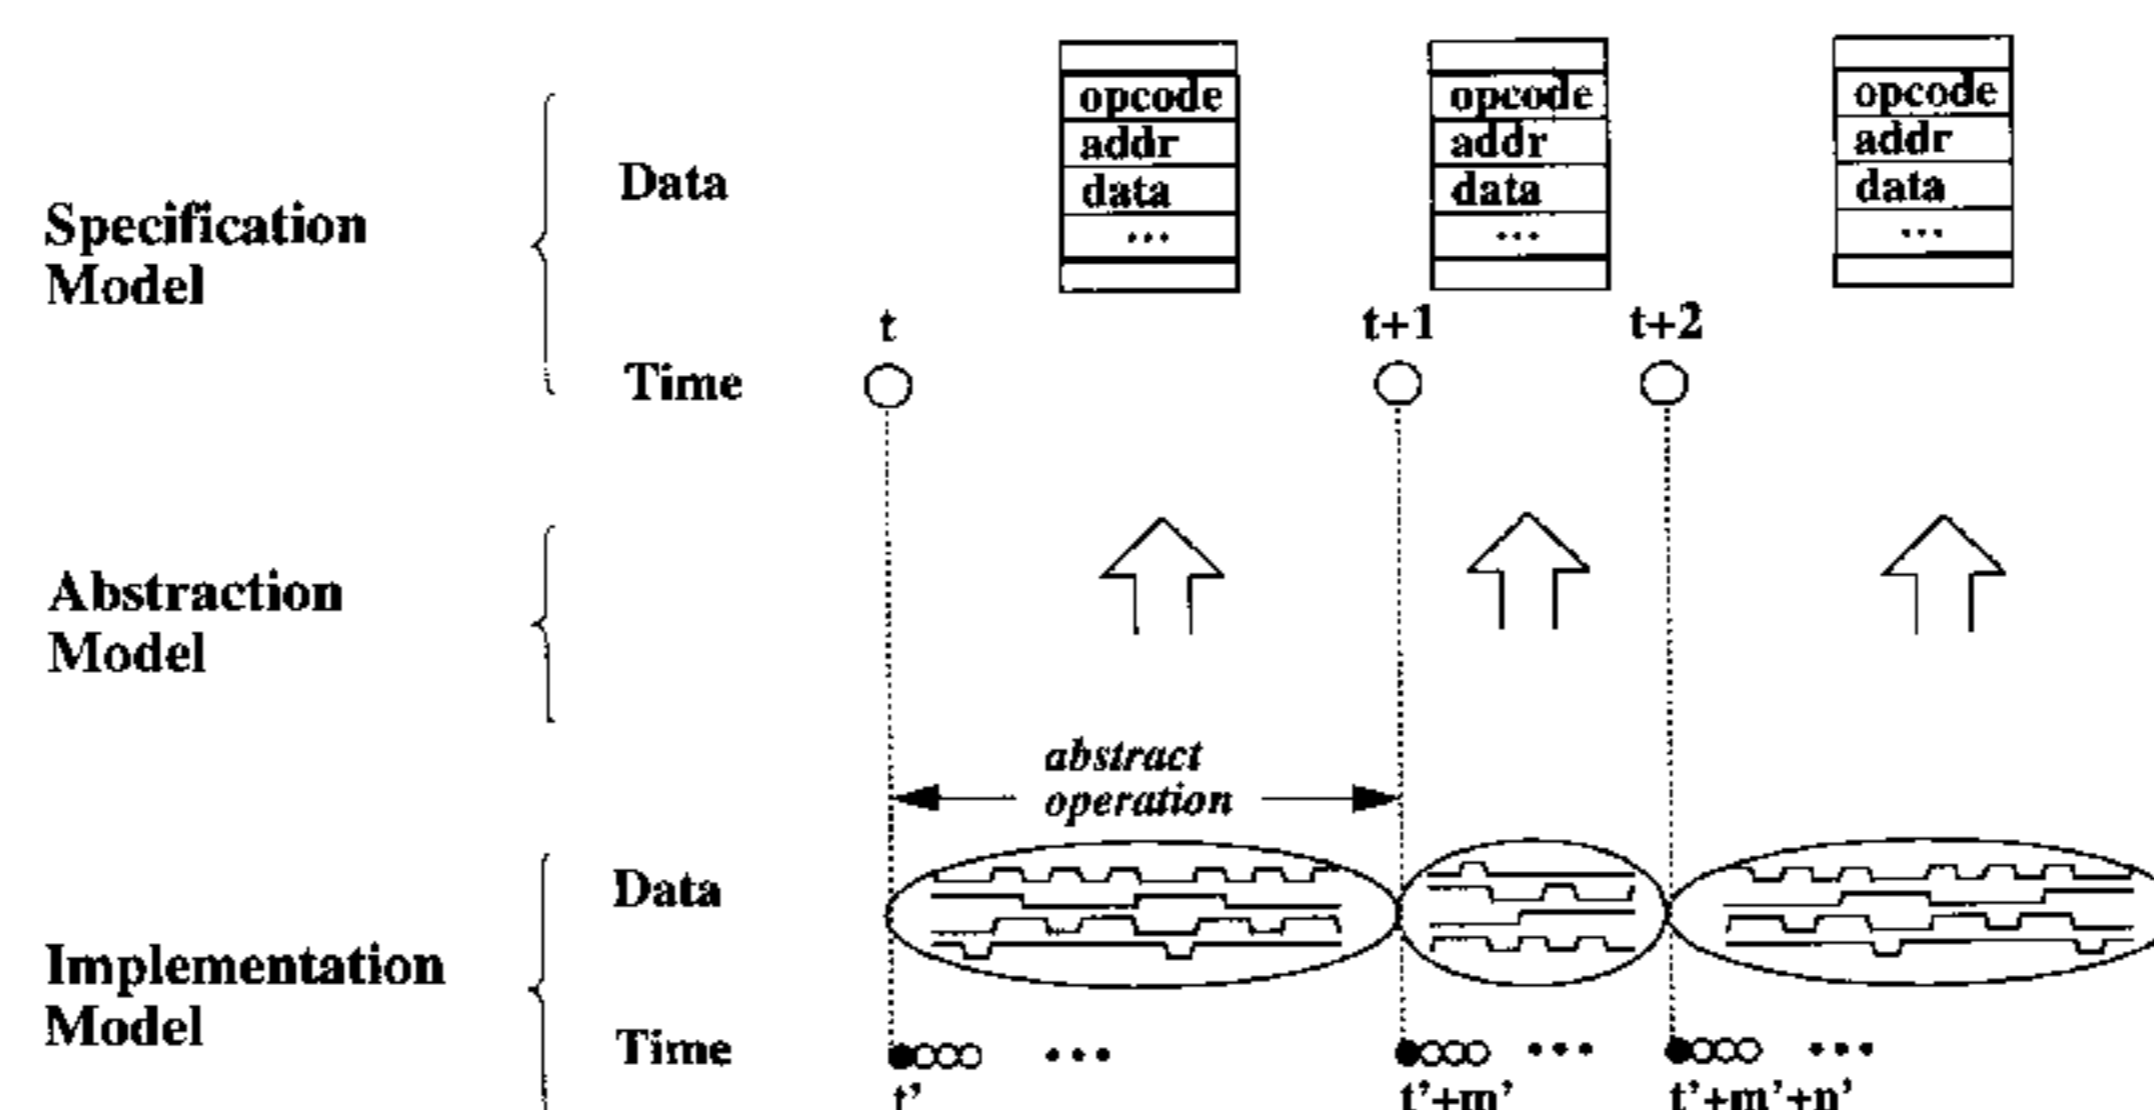 opcode
addr
data
...
opcode
addr
data
...
opcode
addr
data
...
Data
Specification
Model
t
t+1
t+2
Time
Abstraction
Model
abstract
operation
Data
Implementation
Model
Time
...
...
...
t'
t'+m'
t'+m'+n'